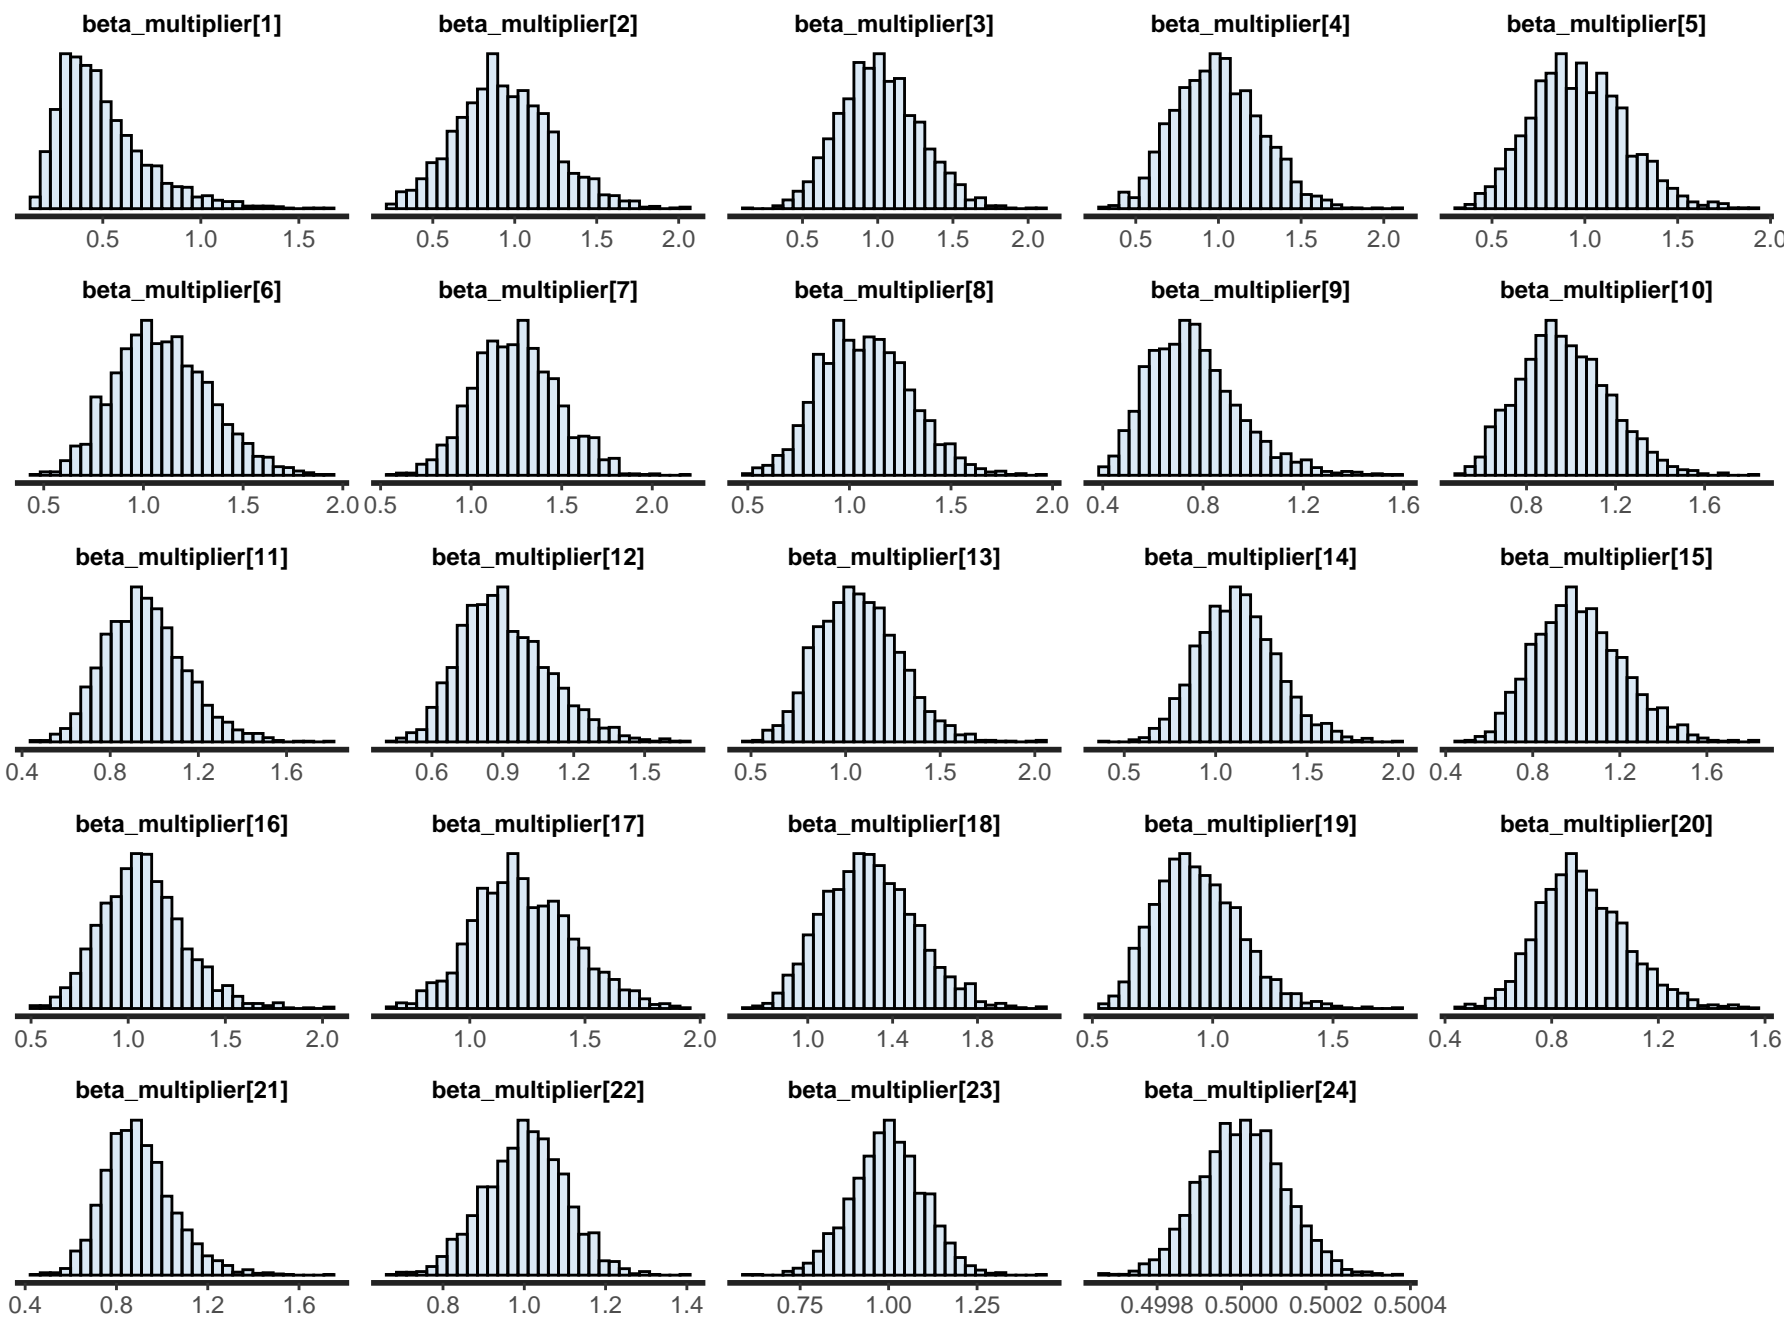 beta_multiplier[1] beta_multiplier[2] beta_multiplier[3] beta_multiplier[4] beta_multiplier[5]
0.5 1.0 1.5 0.5 1.0 1.5 2.0 0.5 1.0 1.5 2.0 0.5 1.0 1.5 2.0 0.5 1.0 1.5 2.0
beta_multiplier[6] beta_multiplier[7] beta_multiplier[8] beta_multiplier[9] beta_multiplier[10]
0.5 1.0 1.5 2.0 0.5 1.0 1.5 2.0 0.5 1.0 1.5 2.0 0.4 0.8 1.2 1.6 0.8 1.2 1.6
beta_multiplier[11] beta_multiplier[12] beta_multiplier[13] beta_multiplier[14] beta_multiplier[15]
0.4 0.8 1.2 1.6 0.6 0.9 1.2 1.5 0.5 1.0 1.5 2.0 0.5 1.0 1.5 2.0 0.4 0.8 1.2 1.6
beta_multiplier[16] beta_multiplier[17] beta_multiplier[18] beta_multiplier[19] beta_multiplier[20]
0.5 1.0 1.5 2.0 1.0 1.5 2.0 1.0 1.4 1.8 0.5 1.0 1.5 0.4 0.8 1.2 1.6
beta_multiplier[21] beta_multiplier[22] beta_multiplier[23] beta_multiplier[24]
0.4 0.8 1.2 1.6 0.8 1.0 1.2 1.4 0.75 1.00 1.25 0.4998 0.5000 0.5002 0.5004